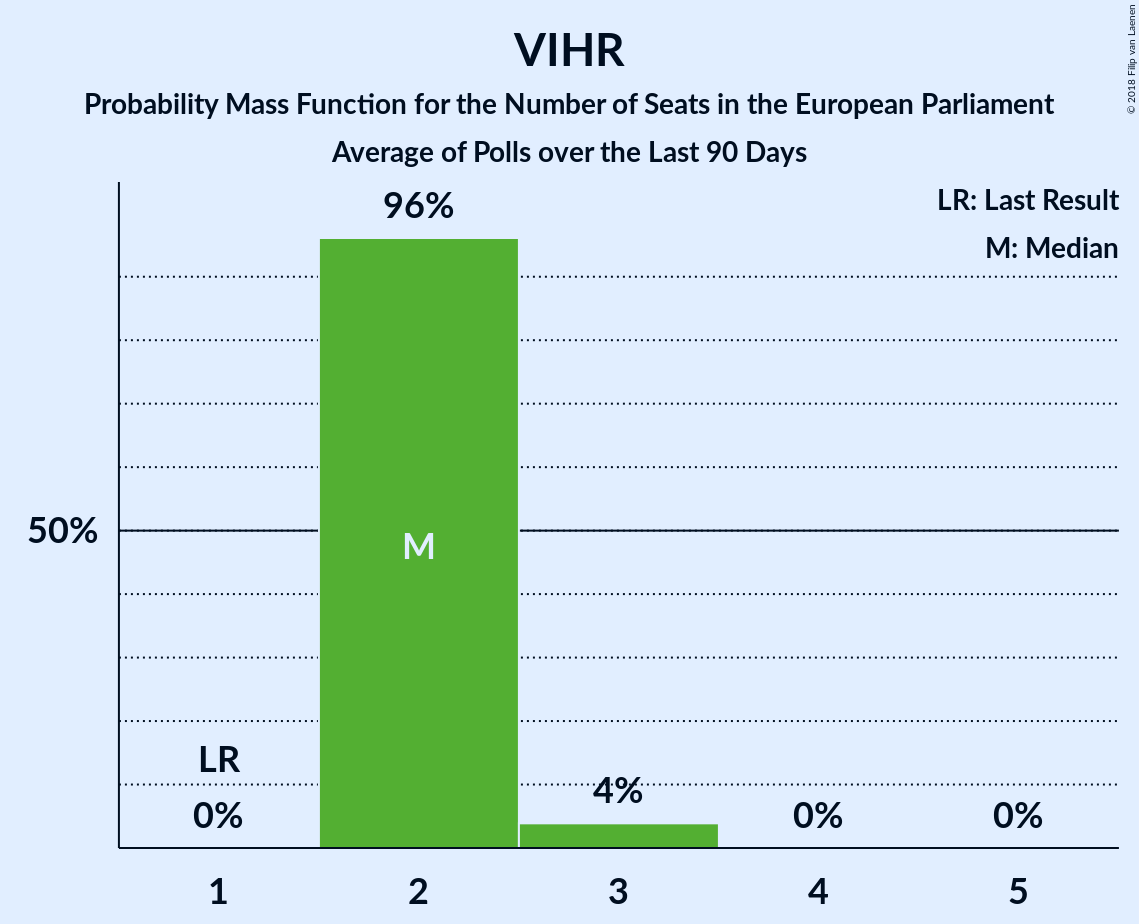 VIHR
Probability Mass Function for the Number of Seats in the European Parliament
Average of Polls over the Last 90 Days
© 2018 Filip van Laenen
LR: Last Result
M: Median
96%
50%
M
LR
0%
4%
0%
0%
1
2
3
4
5